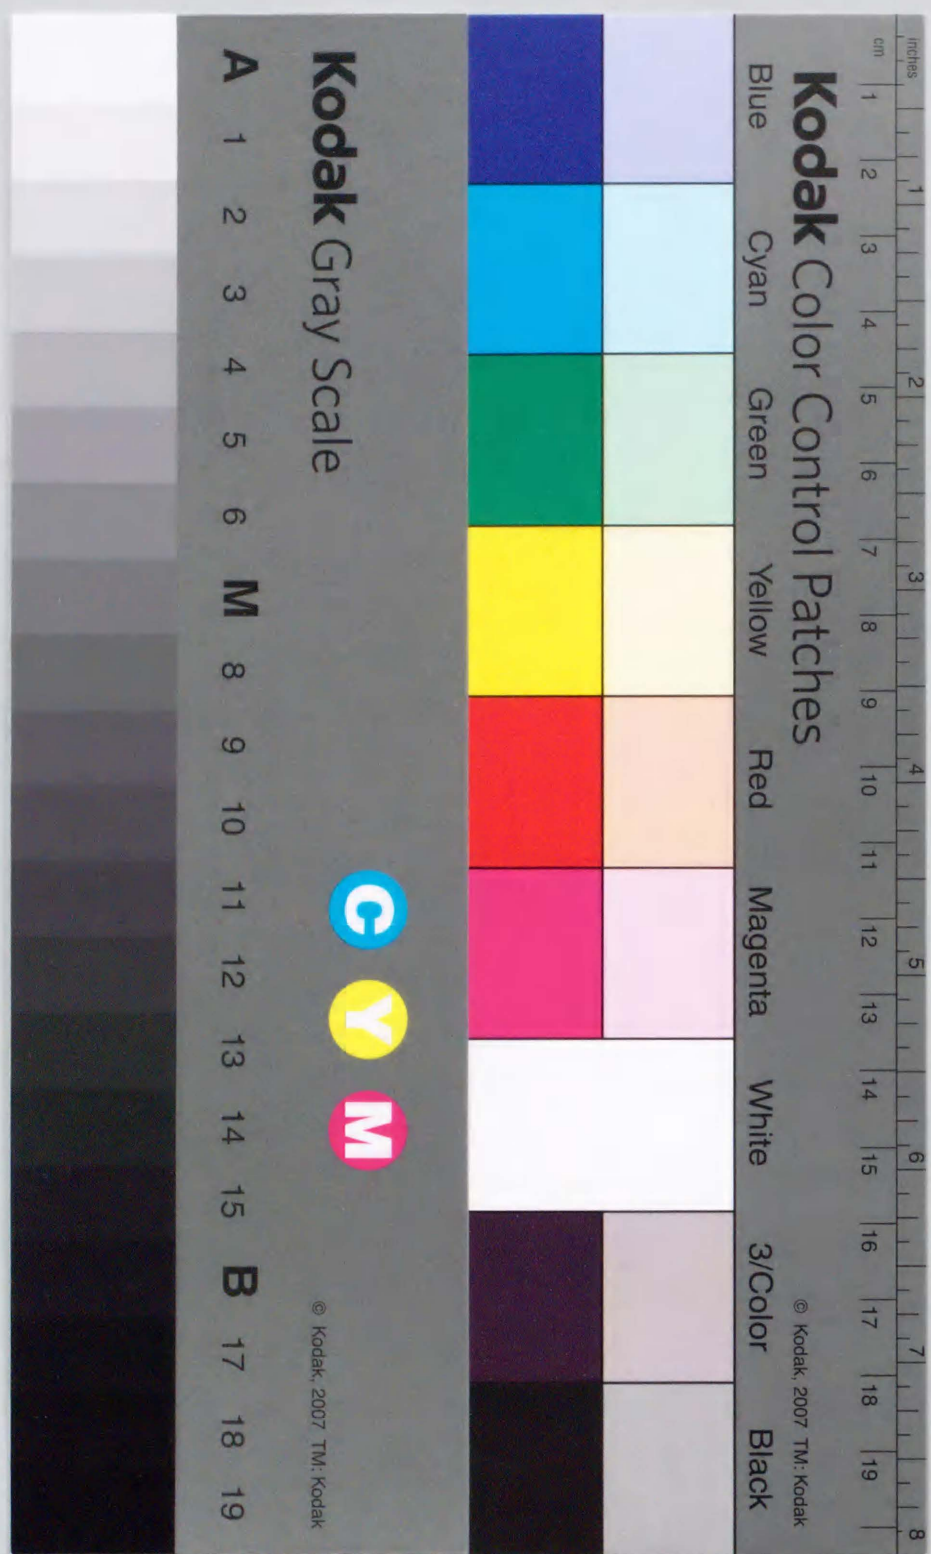 inches
1 2 3 4 5 6 7 8
cm
1 2 3 4 5 6 7 8 9 10 11 12 13 14 15 16 17 18 19
Kodak Color Control Patches
© Kodak, 2007 TM: Kodak
Blue Cyan Green Yellow Red Magenta White 3/Color Black
Kodak Gray Scale
C Y M
© Kodak, 2007 TM: Kodak
A 1 2 3 4 5 6 M 8 9 10 11 12 13 14 15 B 17 18 19